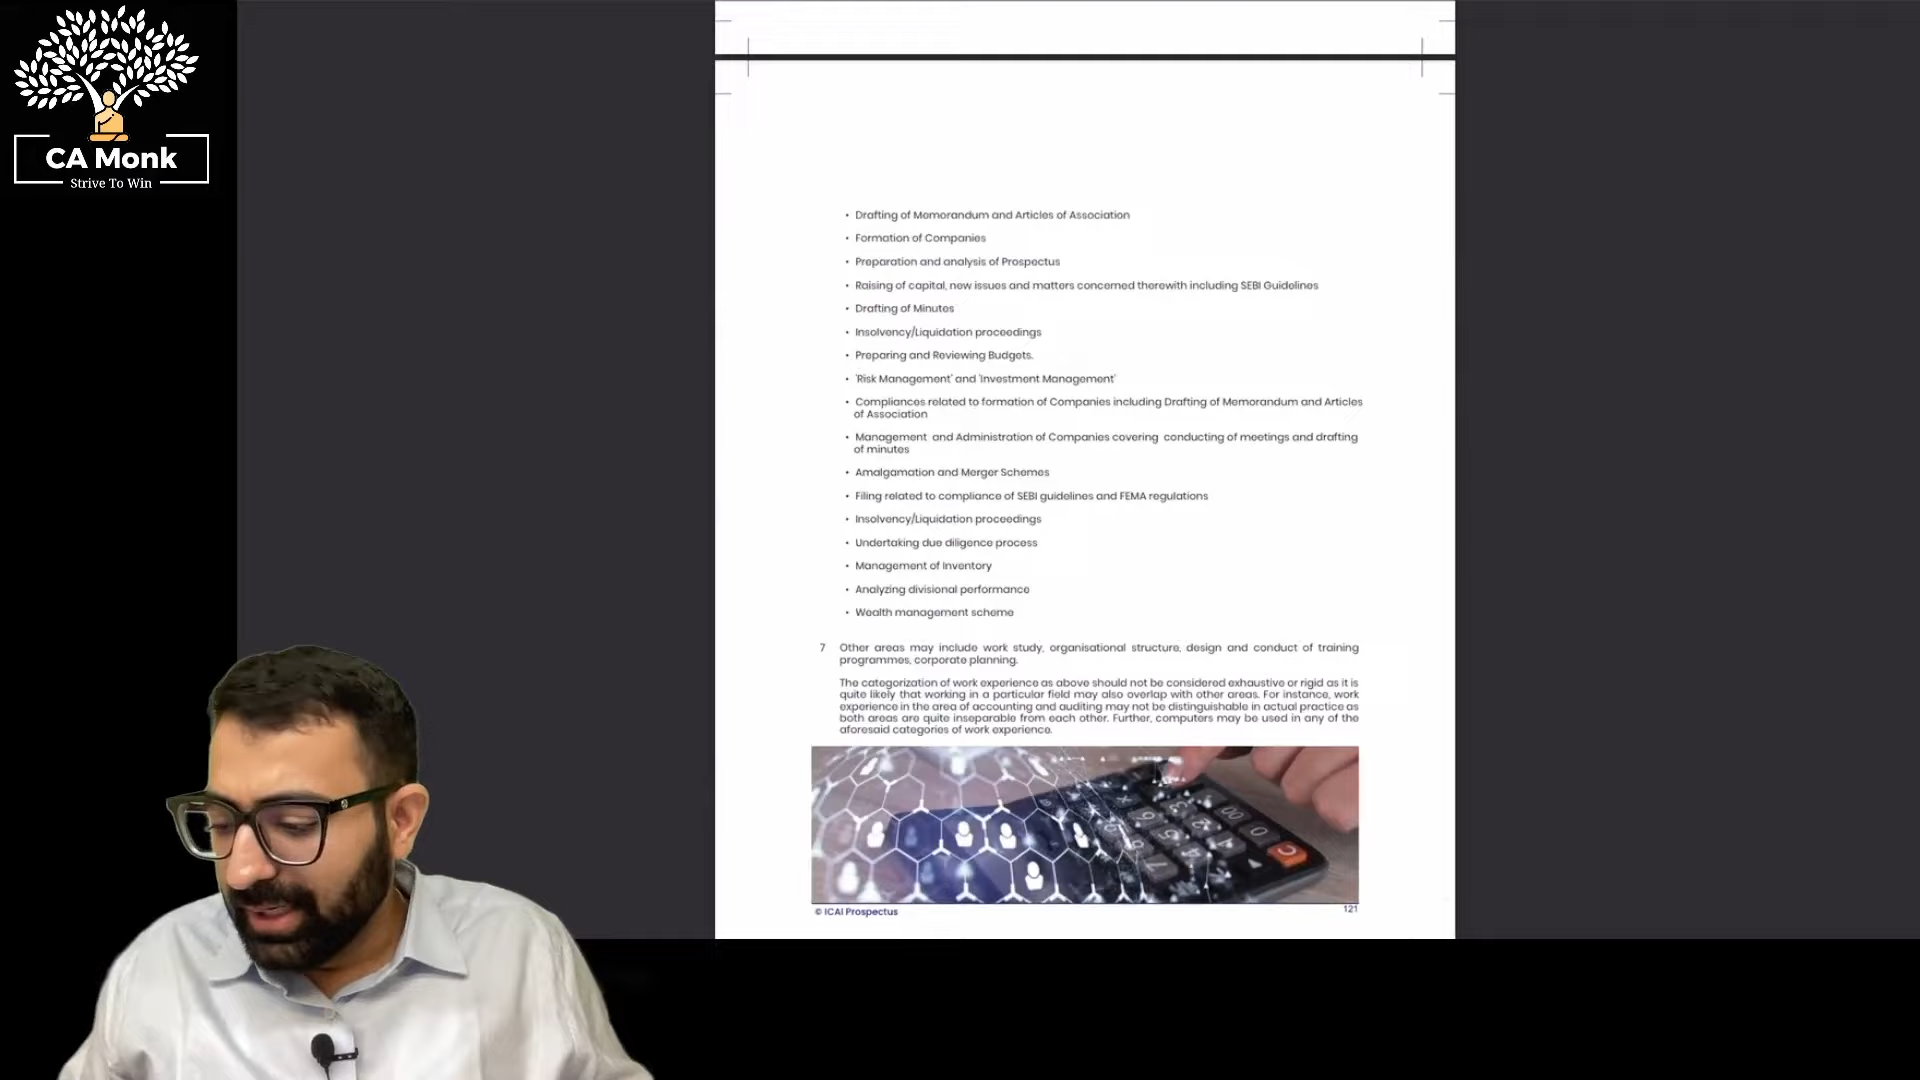 CA Monk
Strive To Win
• Drafting of Memorandum and Articles of Association
• Formation of Companies
• Preparation and analysis of Prospectus
• Raising of capital, new issues and matters concerned therewith including SEBI Guidelines
• Drafting of Minutes
• Insolvency/Liquidation proceedings
• Preparing and Reviewing Budgets.
• 'Risk Management' and 'Investment Management'
• Compliances related to formation of Companies including Drafting of Memorandum and Articles
of Association
• Management and Administration of Companies covering conducting of meetings and drafting
of minutes
• Amalgamation and Merger Schemes
• Filing related to compliance of SEBI guidelines and FEMA regulations
• Insolvency/Liquidation proceedings
• Undertaking due diligence process
• Management of Inventory
• Analyzing divisional performance
• Wealth management scheme
7 Other areas may include work study, organisational structure, design and conduct of training
programmes, corporate planning.
The categorization of work experience as above should not be considered exhaustive or rigid as it is
quite likely that working in a particular field may also overlap with other areas. For instance, work
experience in the area of accounting and auditing may not be distinguishable in actual practice as
both areas are quite inseparable from each other. Further, computers may be used in any of the
aforesaid categories of work experience.
© ICAI Prospectus
121